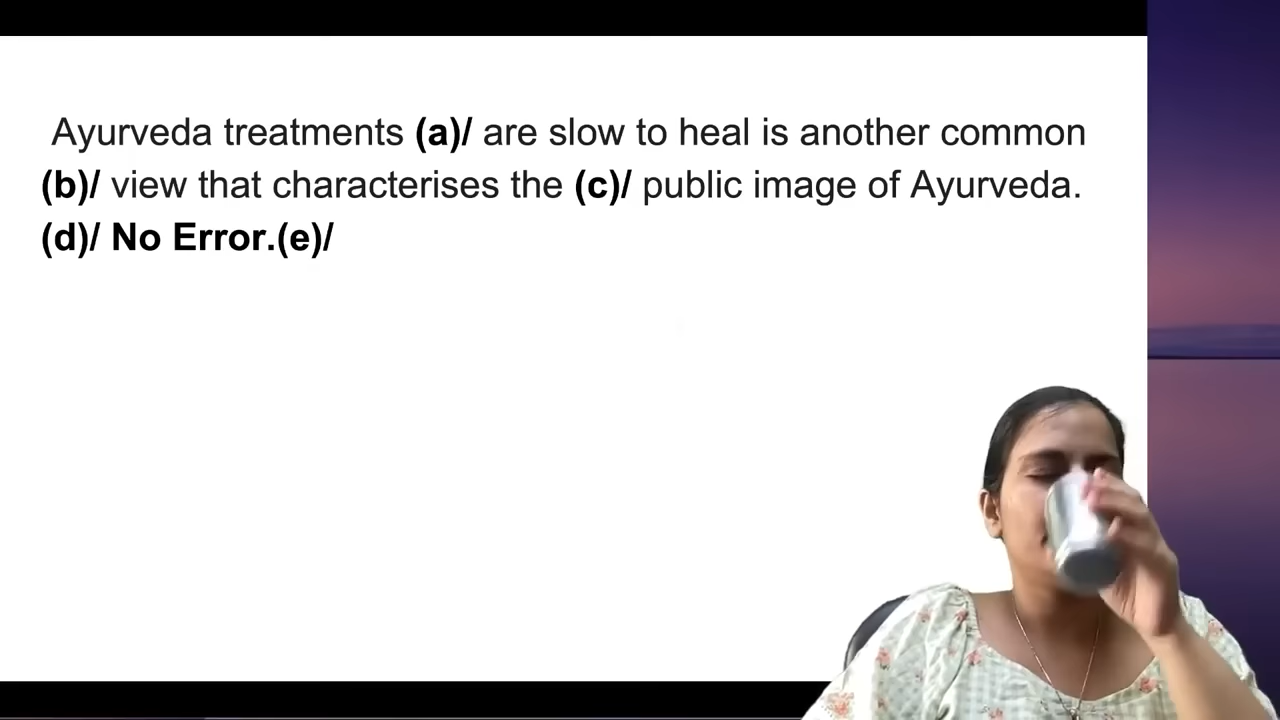 Ayurveda treatments (a)/ are slow to heal is another common
(b)/ view that characterises the (c)/ public image of Ayurveda.
(d)/ No Error.(e)/